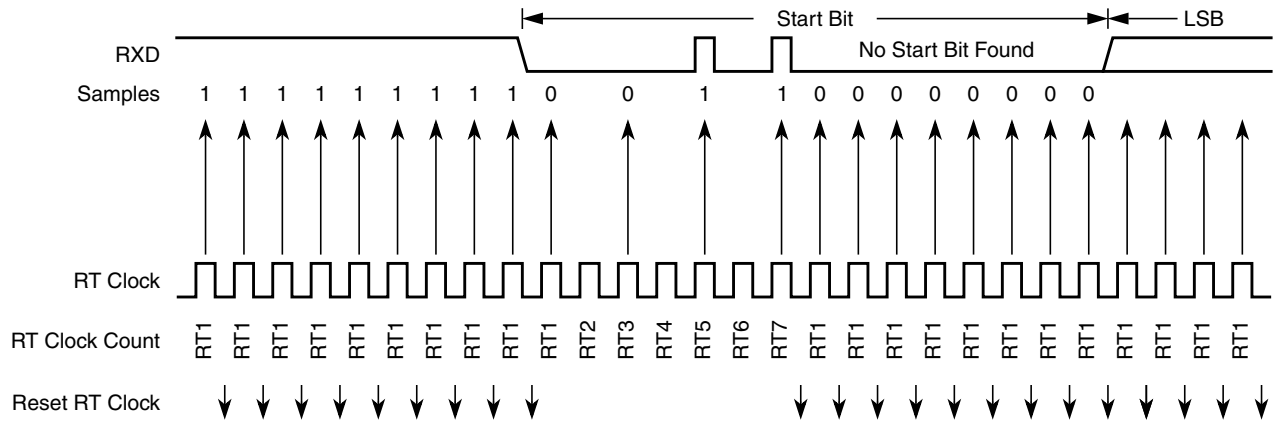 Start Bit
LSB
RXD
No Start Bit Found
Samples 1 1 1 1 1 1 1 1 1 0 0 1 1 0 0 0 0 0 0 0 0
RT Clock
RT Clock Count RT1 RT1 RT1 RT1 RT1 RT1 RT1 RT1 RT1 RT1 RT2 RT3 RT4 RT5 RT6 RT7 RT1 RT1 RT1 RT1 RT1 RT1 RT1 RT1 RT1 RT1 RT1 RT1
Reset RT Clock